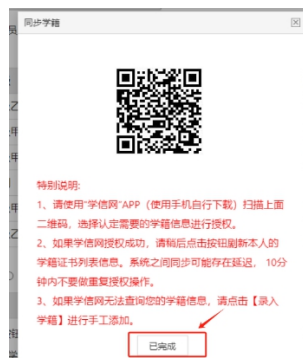 同步学籍
特别说明:
1、请使用"学信网"APP（使用手机自行下载）扫描上面
二维码，选择认定需要的学籍信息进行授权。
2、如果学信网授权成功，请稍后点击按钮刷新本人的
学籍证书列表信息。系统之间同步可能存在延迟， 10分
钟内不要做重复授权操作。
3、如果学信网无法查询您的学籍信息，请点击【录入
学籍】进行手工添加。
已完成